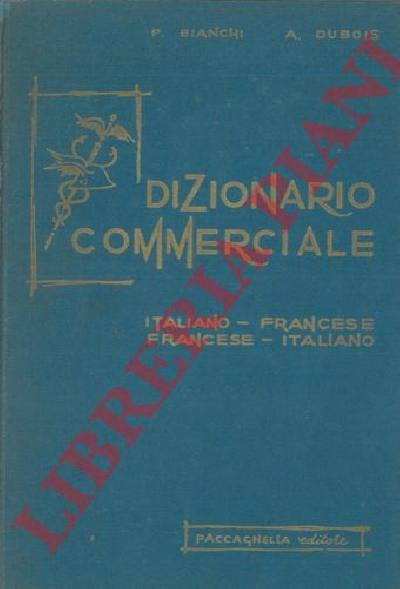 P. BIANCHI A. DUBOIS
DIZIONARIO
COMMERCIALE
ITALIANO - FRANCESE
FRANCESE - ITALIANO
PACCAGNELLA editore
LIBRERIA PIANI